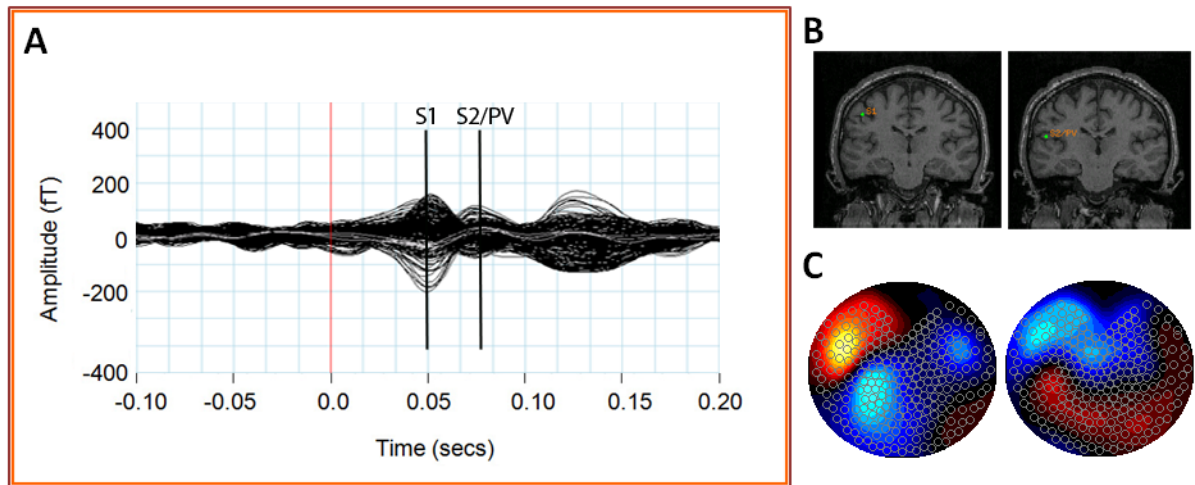 A
S1 S2/PV
400
200
0
-200
-400
Amplitude (fT)
-0.10 -0.05 0.0 0.05 0.10 0.15 0.20
Time (secs)
B
S1
S2/PV
C